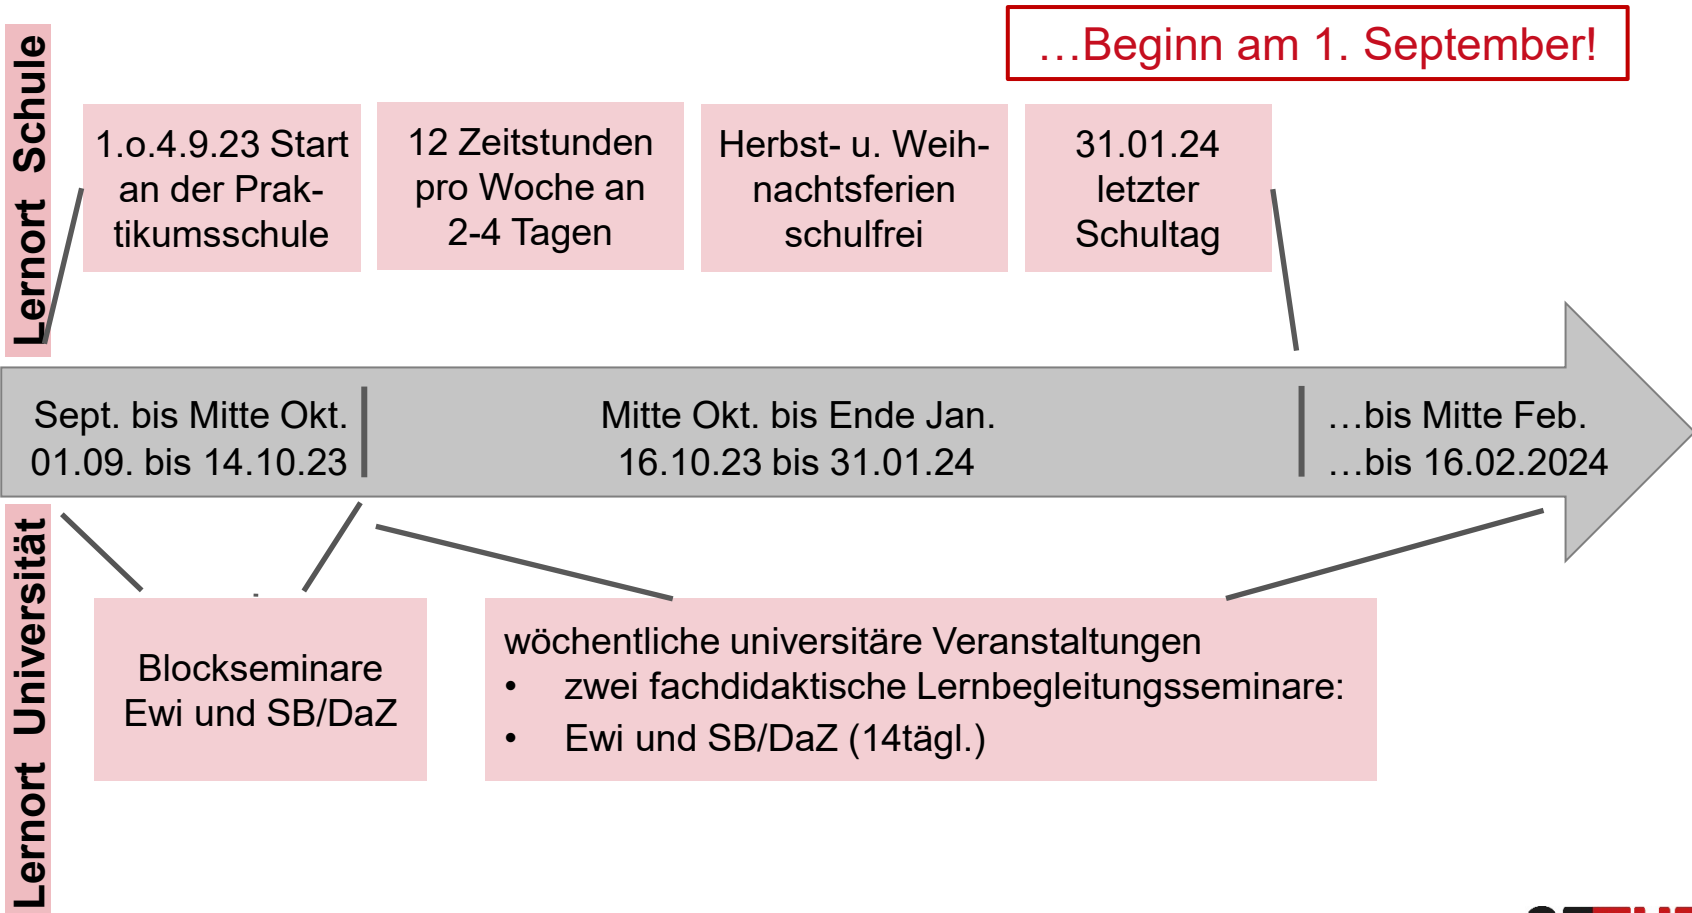 …Beginn am 1. September!
Lernort Schule
1.o.4.9.23 Start
an der Prak-
tikumsschule
12 Zeitstunden
pro Woche an
2-4 Tagen
Herbst- u. Weih-
nachtsferien
schulfrei
31.01.24
letzter
Schultag
Sept. bis Mitte Okt.
01.09. bis 14.10.23
Mitte Okt. bis Ende Jan.
16.10.23 bis 31.01.24
…bis Mitte Feb.
…bis 16.02.2024
Lernort Universität
Blockseminare
Ewi und SB/DaZ
wöchentliche universitäre Veranstaltungen
• zwei fachdidaktische Lernbegleitungsseminare:
• Ewi und SB/DaZ (14tägl.)